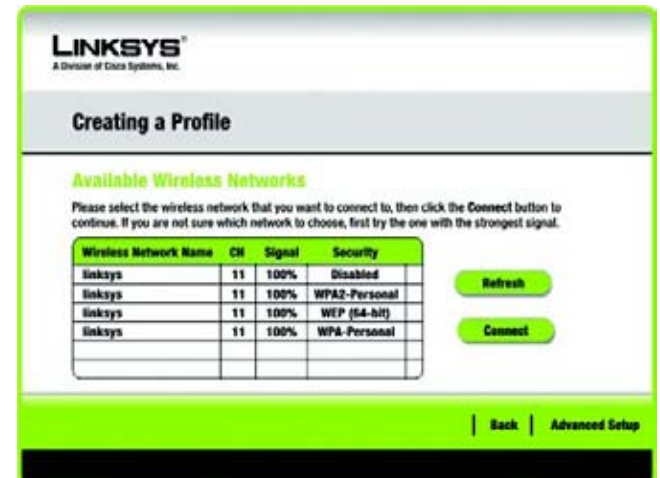 LINKSYS®
A Division of Cisco Systems, Inc.
Creating a Profile
Available Wireless Networks
Please select the wireless network that you want to connect to, then click the Connect button to
continue. If you are not sure which network to choose, first try the one with the strongest signal.
Wireless Network Name CH Signal Security
linksys 11 100% Disabled
linksys 11 100% WPA2-Personal
linksys 11 100% WEP (64-bit)
linksys 11 100% WPA-Personal
Refresh
Connect
Back Advanced Setup